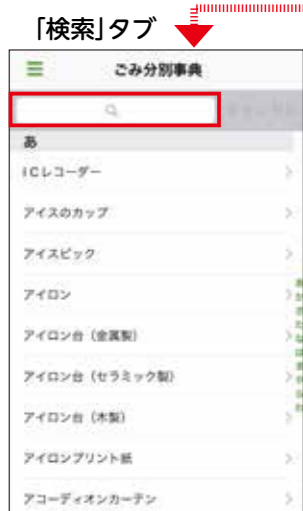 「検索」タブ
ごみ分別事典
あ
ICレコーダー
アイスのカップ
アイスピック
アイロン
アイロン台（金属製）
アイロン台（セラミック製）
アイロン台（木製）
アイロンプリント紙
アコーディオンカーテン